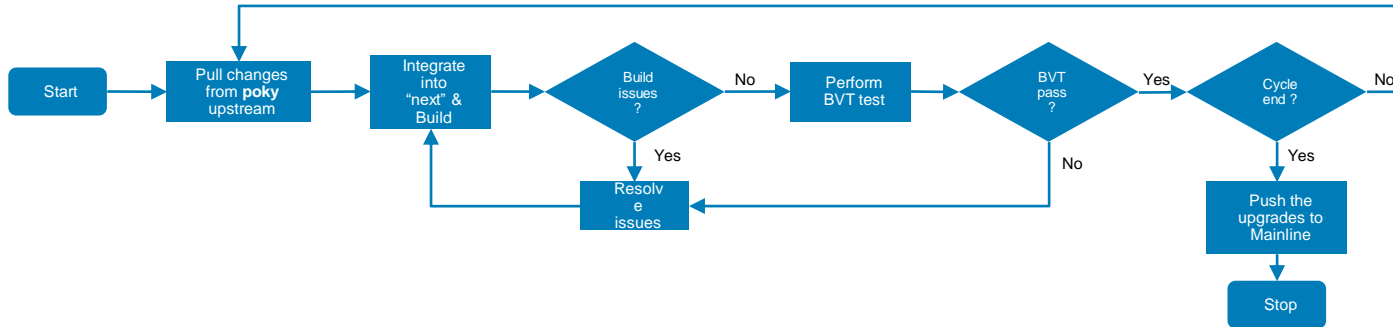 Start
Pull changes
from poky
upstream
Integrate
into
“next” &
Build
Build
issues
?
No
Yes
Resolv
e
issues
Perform
BVT test
BVT
pass
?
Yes
No
Cycle
end ?
No
Yes
Push the
upgrades to
Mainline
Stop